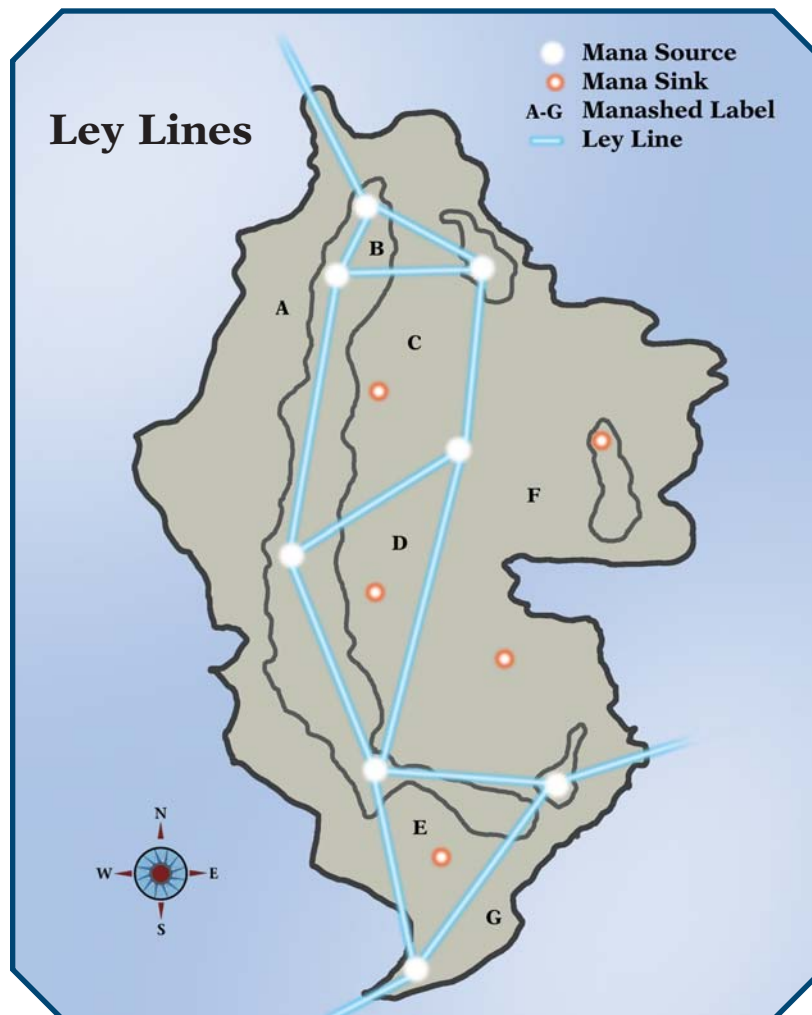 Ley Lines
Mana Source
Mana Sink
A-G Manashed Label
Ley Line
B
A
C
F
D
E
G
N
W E
S